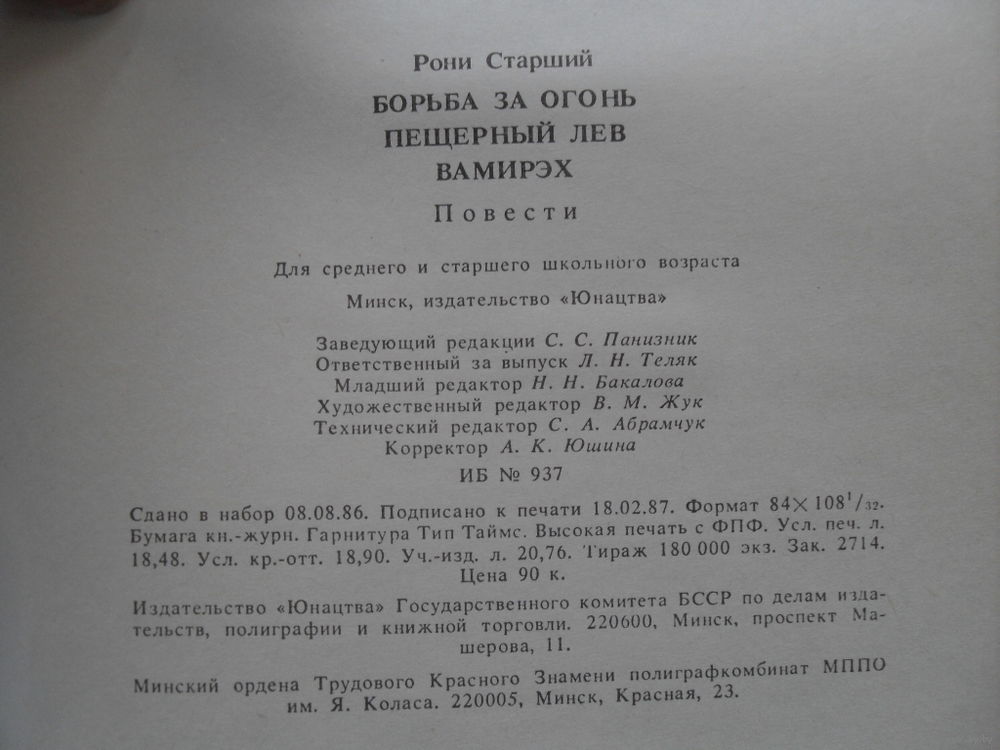 Рони Старший
БОРЬБА ЗА ОГОНЬ
ПЕЩЕРНЫЙ ЛЕВ
ВАМИРЭХ
Повести
Для среднего и старшего школьного возраста
Минск, издательство «Юнацтва»
Заведующий редакции С. С. Панизник
Ответственный за выпуск Л. Н. Теляк
Младший редактор Н. Н. Бакалова
Художественный редактор В. М. Жук
Технический редактор С. А. Абрамчук
Корректор А. К. Юшина
ИБ № 937
Сдано в набор 08.08.86. Подписано к печати 18.02.87. Формат 84×108¹/₃₂.
Бумага кн.-журн. Гарнитура Тип Таймс. Высокая печать с ФПФ. Усл. печ. л.
18,48. Усл. кр.-отт. 18,90. Уч.-изд. л. 20,76. Тираж 180 000 экз. Зак. 2714.
Цена 90 к.
Издательство «Юнацтва» Государственного комитета БССР по делам изда-
тельств, полиграфии и книжной торговли. 220600, Минск, проспект Ма-
шерова, 11.
Минский ордена Трудового Красного Знамени полиграфкомбинат МППО
им. Я. Коласа. 220005, Минск, Красная, 23.